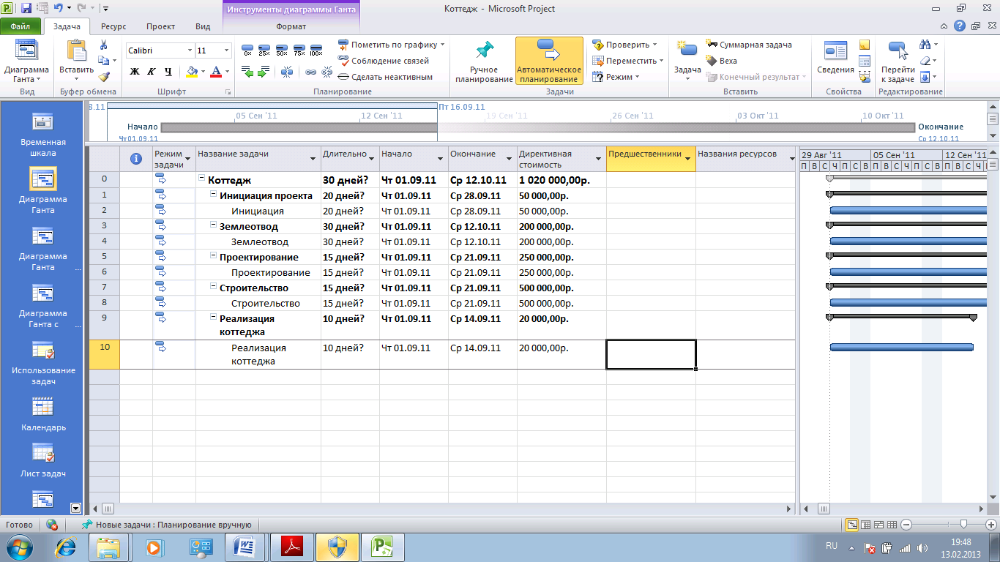 Инструменты диаграммы Ганта
Коттедж - Microsoft Project
Файл Задача Ресурс Проект Вид Формат
Диаграмма Ганта
Вид
Вставить
Буфер обмена
Calibri 11
Ж К Ч
Шрифт
0% 25% 50% 75% 100%
Пометить по графику
Соблюдение связей
Сделать неактивным
Планирование
Ручное планирование
Автоматическое планирование
Проверить
Переместить
Режим
Задачи
Задача
Суммарная задача
Веха
Конечный результат
Вставить
Сведения
Свойства
Перейти к задаче
Редактирование
8.11 Пт 16.09.11
05 Сен '11 12 Сен '11 19 Сен '11 26 Сен '11 03 Окт '11 10 Окт '11
Начало
Чт 01.09.11
Окончание
Ср 12.10.11
Временная шкала
Диаграмма Ганта
Диаграмма Ганта ...
Диаграмма Ганта с ...
Использование задач
Календарь
Лист задач
Режим задачи Название задачи Длительно Начало Окончание Директивная стоимость Предшественники Названия ресурсов
29 Авг '11 05 Сен '11 12 Сен '11
П В С Ч П С В П В С Ч П С В П В С Ч
0 Коттедж 30 дней? Чт 01.09.11 Ср 12.10.11 1 020 000,00р.
1 Инициация проекта 20 дней? Чт 01.09.11 Ср 28.09.11 50 000,00р.
2 Инициация 20 дней? Чт 01.09.11 Ср 28.09.11 50 000,00р.
3 Землеотвод 30 дней? Чт 01.09.11 Ср 12.10.11 200 000,00р.
4 Землеотвод 30 дней? Чт 01.09.11 Ср 12.10.11 200 000,00р.
5 Проектирование 15 дней? Чт 01.09.11 Ср 21.09.11 250 000,00р.
6 Проектирование 15 дней? Чт 01.09.11 Ср 21.09.11 250 000,00р.
7 Строительство 15 дней? Чт 01.09.11 Ср 21.09.11 500 000,00р.
8 Строительство 15 дней? Чт 01.09.11 Ср 21.09.11 500 000,00р.
9 Реализация коттеджа 10 дней? Чт 01.09.11 Ср 14.09.11 20 000,00р.
10 Реализация коттеджа 10 дней? Чт 01.09.11 Ср 14.09.11 20 000,00р.
Готово Новые задачи : Планирование вручную
RU
19:48
13.02.2013